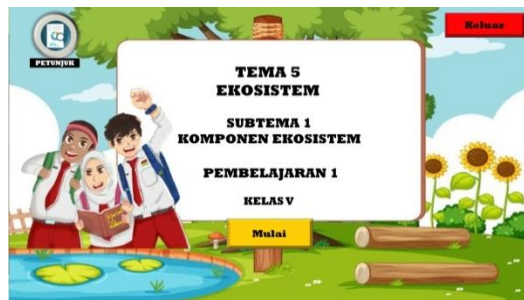 Keluar
PETUNJUK
TEMA 5
EKOSISTEM
SUBTEMA 1
KOMPONEN EKOSISTEM
PEMBELAJARAN 1
KELAS V
Mulai